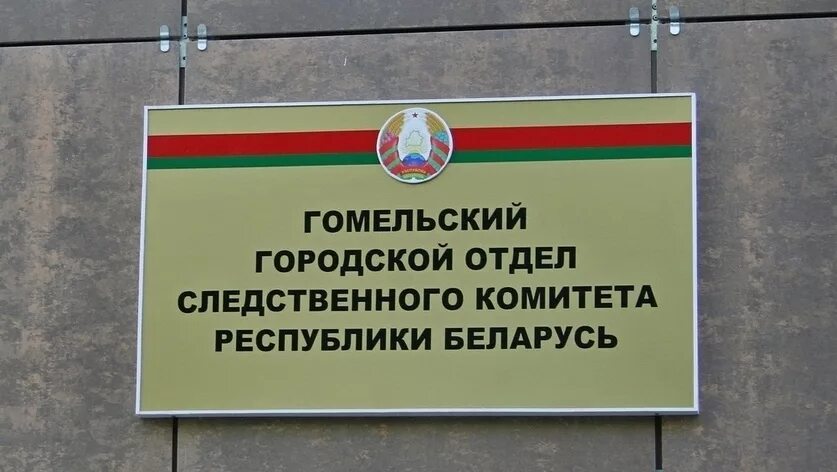 ГОМЕЛЬСКИЙ
ГОРОДСКОЙ ОТДЕЛ
СЛЕДСТВЕННОГО КОМИТЕТА
РЕСПУБЛИКИ БЕЛАРУСЬ